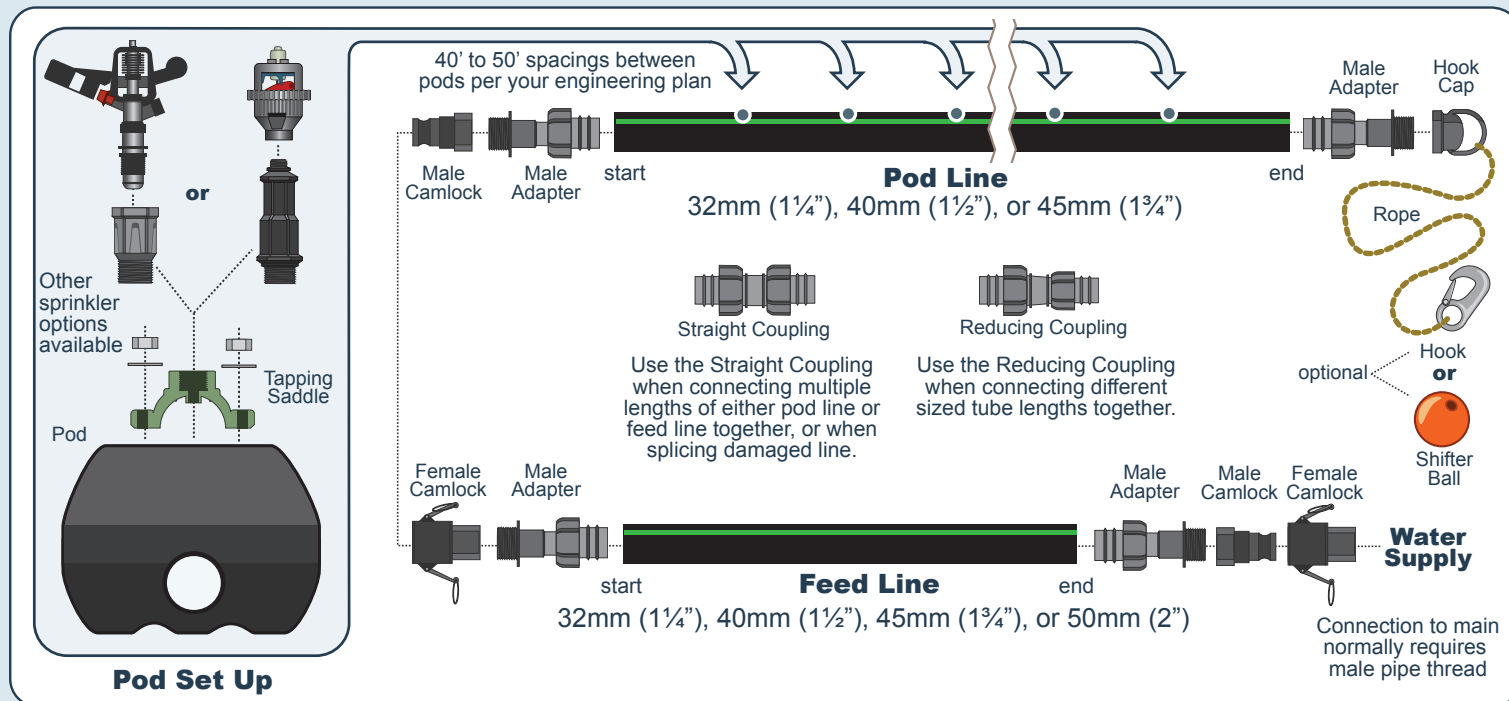 40’ to 50’ spacings between
pods per your engineering plan
or
Other
sprinkler
options
available
Tapping
Saddle
Pod
Pod Set Up
Male
Camlock
Male
Adapter
start
Pod Line
32mm (1¼”), 40mm (1½”), or 45mm (1¾”)
end
Male
Adapter
Hook
Cap
Rope
optional
Hook
or
Shifter
Ball
Straight Coupling
Use the Straight Coupling
when connecting multiple
lengths of either pod line or
feed line together, or when
splicing damaged line.
Reducing Coupling
Use the Reducing Coupling
when connecting different
sized tube lengths together.
Female
Camlock
Male
Adapter
start
Feed Line
32mm (1¼”), 40mm (1½”), 45mm (1¾”), or 50mm (2”)
end
Male
Adapter
Male
Camlock
Female
Camlock
Water
Supply
Connection to main
normally requires
male pipe thread